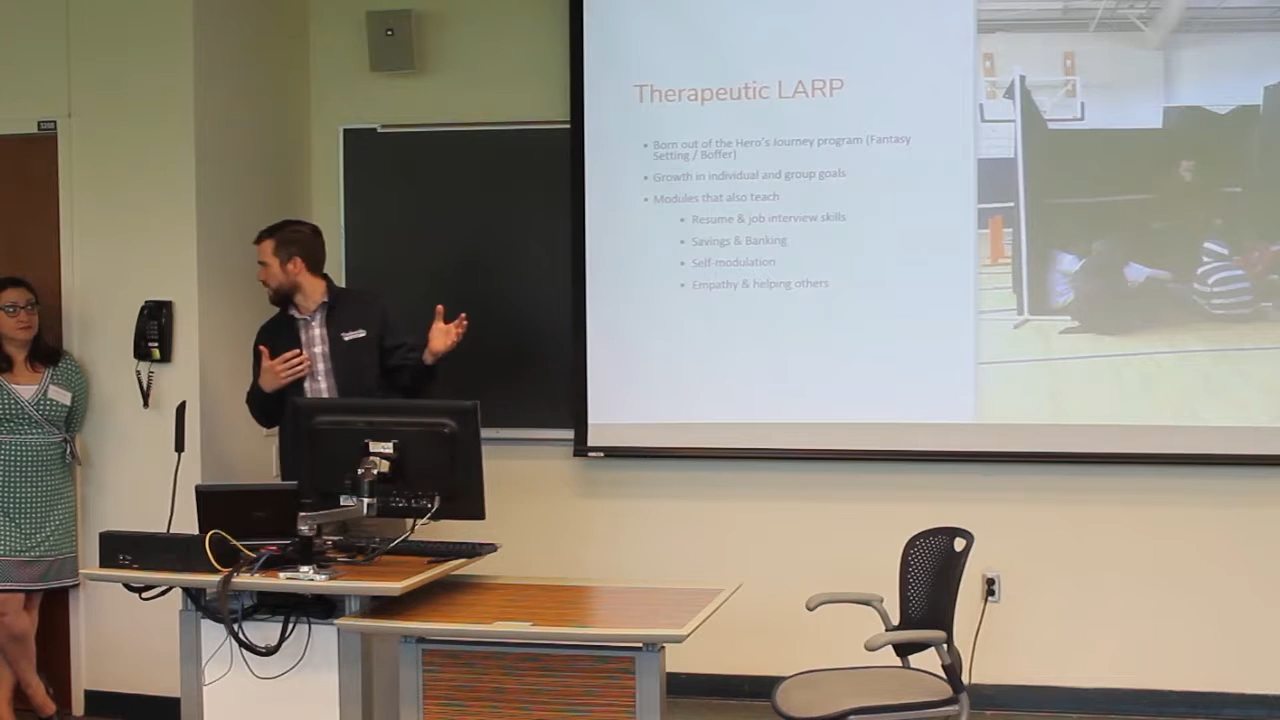 3208
Therapeutic LARP
Born out of the Hero's Journey program (Fantasy
Setting / Boffer)
Growth in individual and group goals
Modules that also teach
Resume & job interview skills
Savings & Banking
Self-modulation
Empathy & helping others